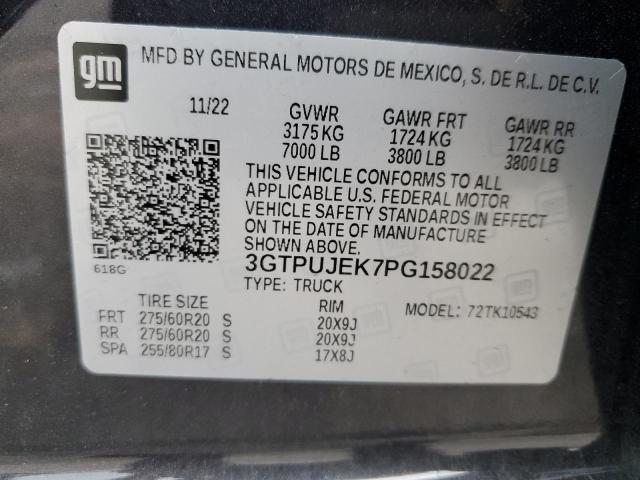 gm
MFD BY GENERAL MOTORS DE MEXICO, S. DE R.L. DE C.V.
11/22 GVWR GAWR FRT GAWR RR
3175 KG 1724 KG 1724 KG
7000 LB 3800 LB 3800 LB
THIS VEHICLE CONFORMS TO ALL
APPLICABLE U.S. FEDERAL MOTOR
VEHICLE SAFETY STANDARDS IN EFFECT
ON THE DATE OF MANUFACTURE
SHOWN ABOVE.
618G
3GTPUJEK7PG158022
TYPE: TRUCK
MODEL: 72TK10543
TIRE SIZE RIM
FRT 275/60R20 S 20X9J
RR 275/60R20 S 20X9J
SPA 255/80R17 S 17X8J